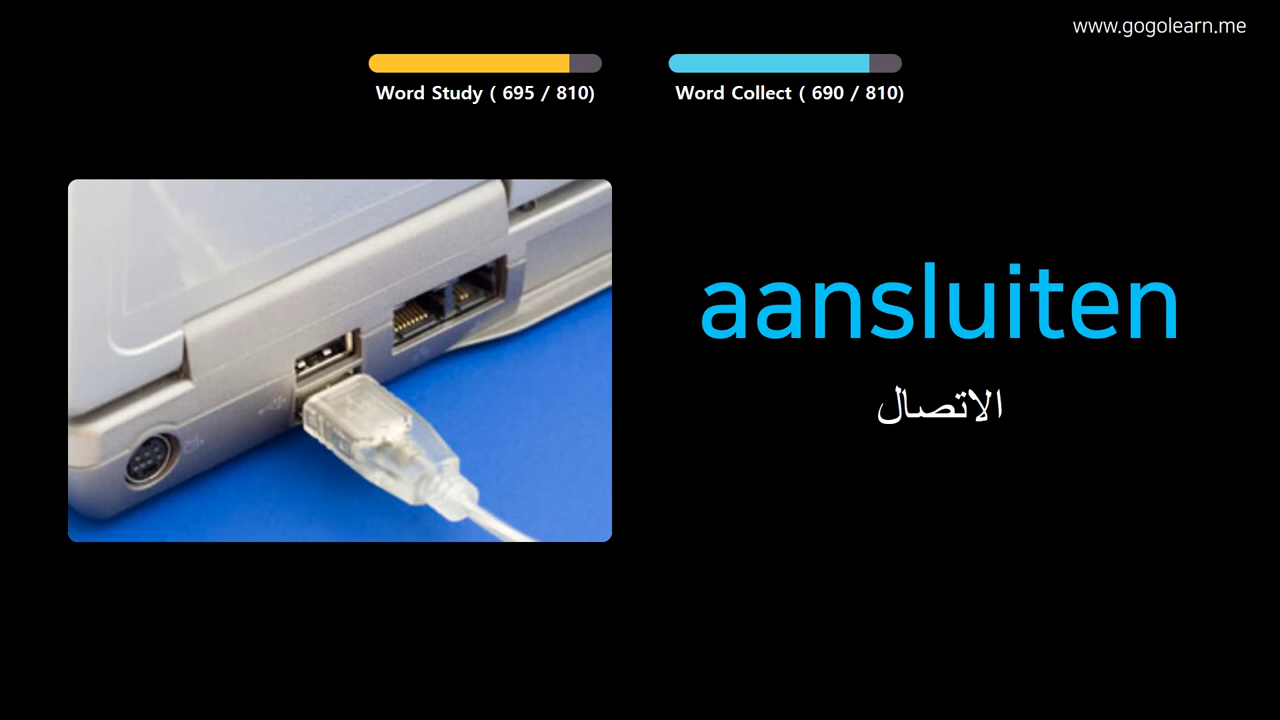 www.gogolearn.me
Word Study ( 695 / 810)
Word Collect ( 690 / 810)
aansluiten
الاتصال